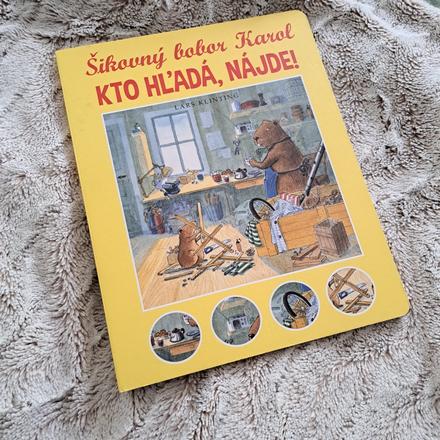 Šikovný bobor Karol
KTO HĽADÁ, NÁJDE!
LARS KLINTING